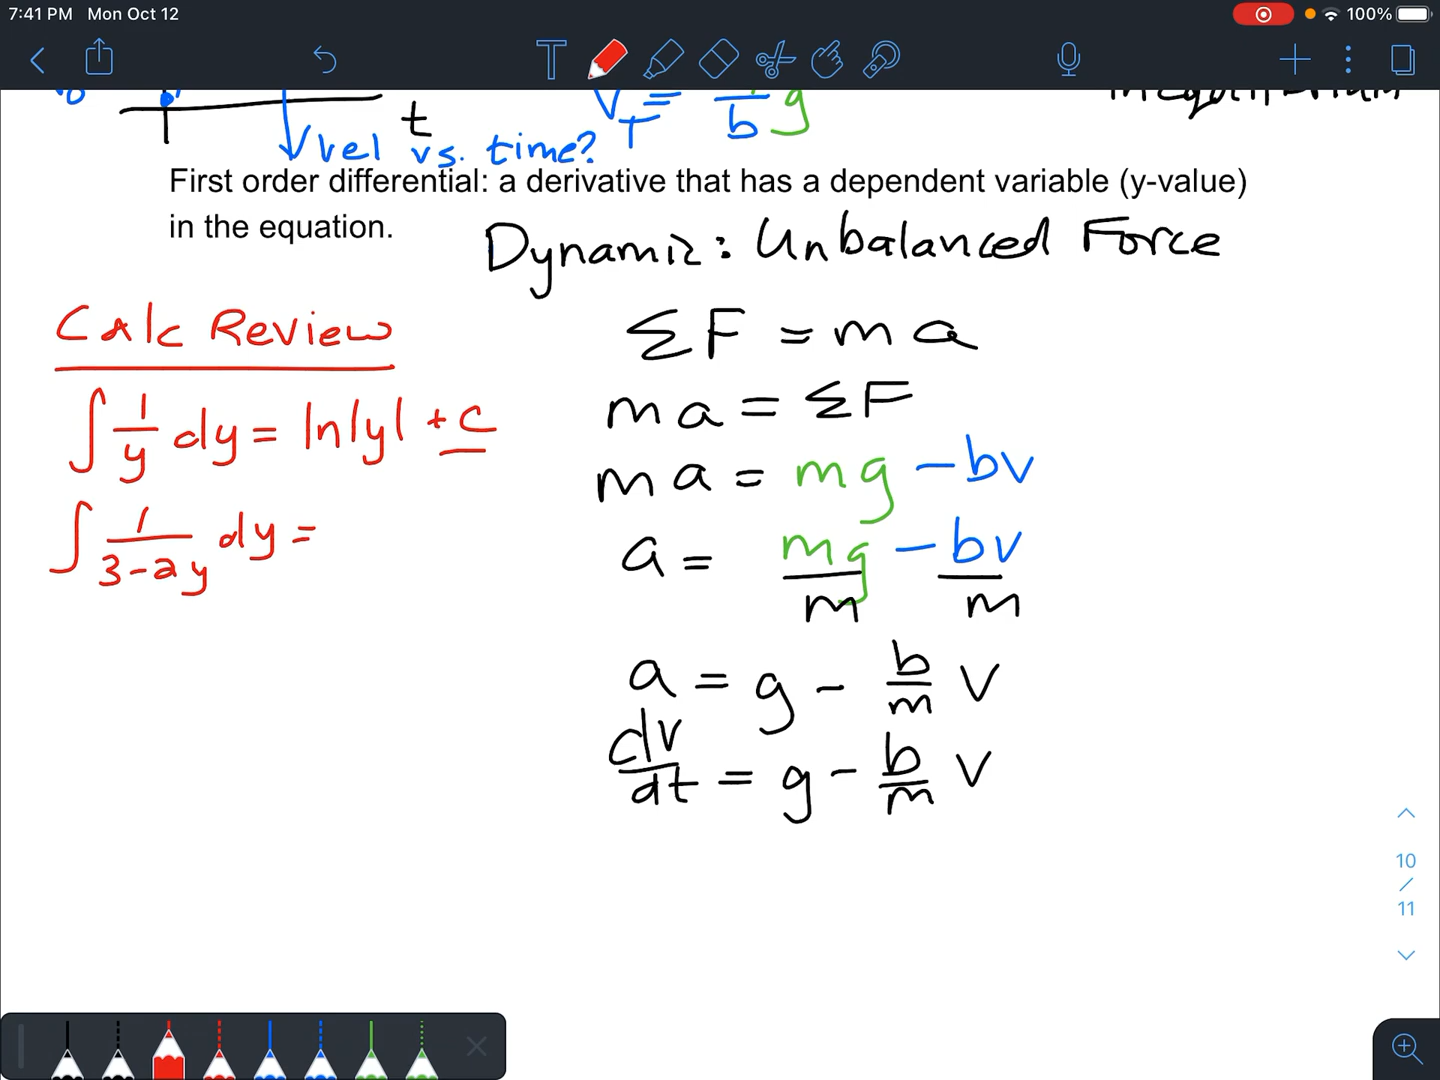 7:41 PM Mon Oct 12
100%
t
V_T = b g
vel vs. time?
First order differential: a derivative that has a dependent variable (y-value)
in the equation.
Dynamic: Unbalanced Force
Calc Review
∫ 1/y dy = ln|y| + c
∫ 1/(3-2y) dy =
ΣF = ma
ma = ΣF
ma = mg - bv
a = mg/m - bv/m
a = g - b/m v
dv/dt = g - b/m v
10
/
11